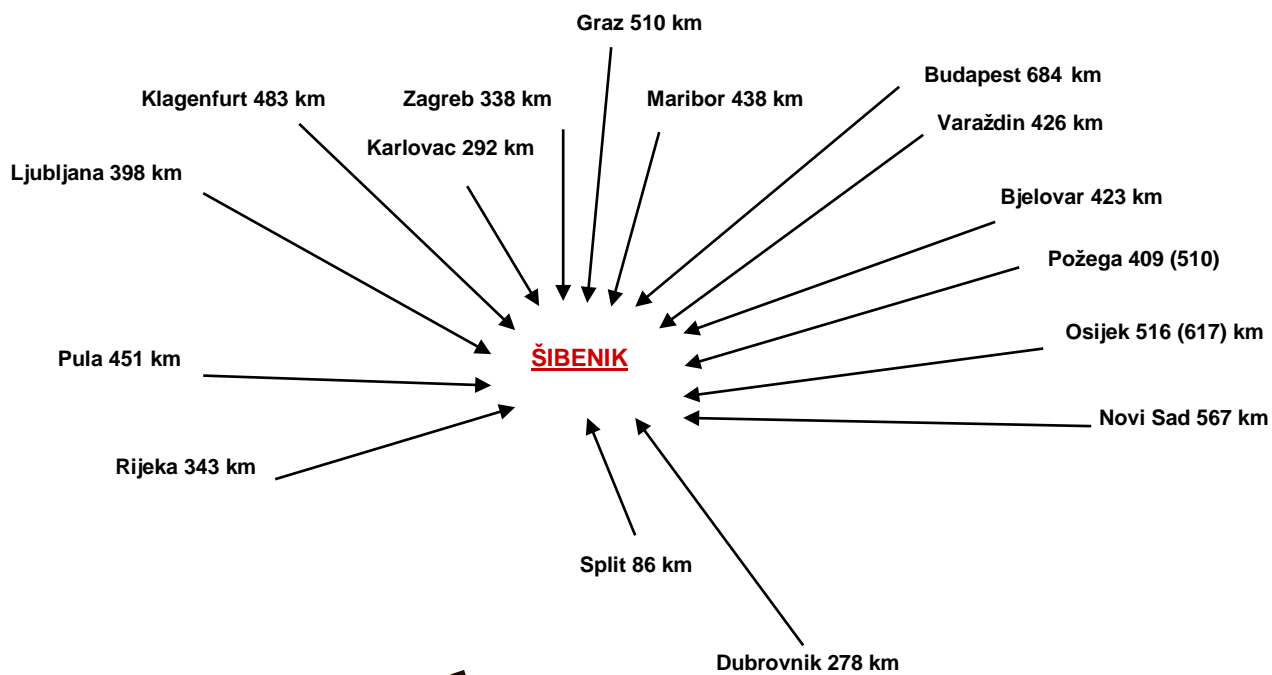 Graz 510 km
Budapest 684 km
Klagenfurt 483 km
Zagreb 338 km
Maribor 438 km
Varaždin 426 km
Karlovac 292 km
Ljubljana 398 km
Bjelovar 423 km
Požega 409 (510)
Osijek 516 (617) km
ŠIBENIK
Pula 451 km
Novi Sad 567 km
Rijeka 343 km
Split 86 km
Dubrovnik 278 km